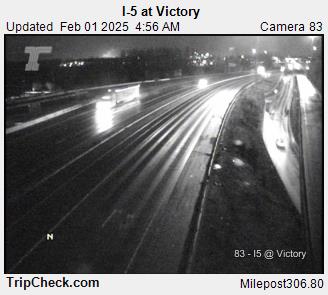 I-5 at Victory
Updated  Feb 01 2025  4:56 AM
Camera 83
T
N
83 - I5 @ Victory
TripCheck.com
Milepost306.80